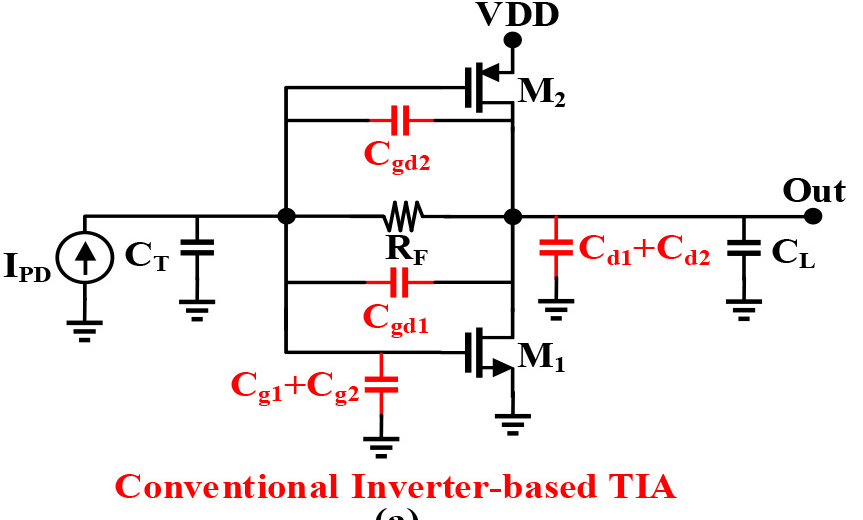 VDD
M2
Cgd2
Out
IPD
CT
RF
Cd1+Cd2
CL
Cgd1
M1
Cg1+Cg2
Conventional Inverter-based TIA
(a)